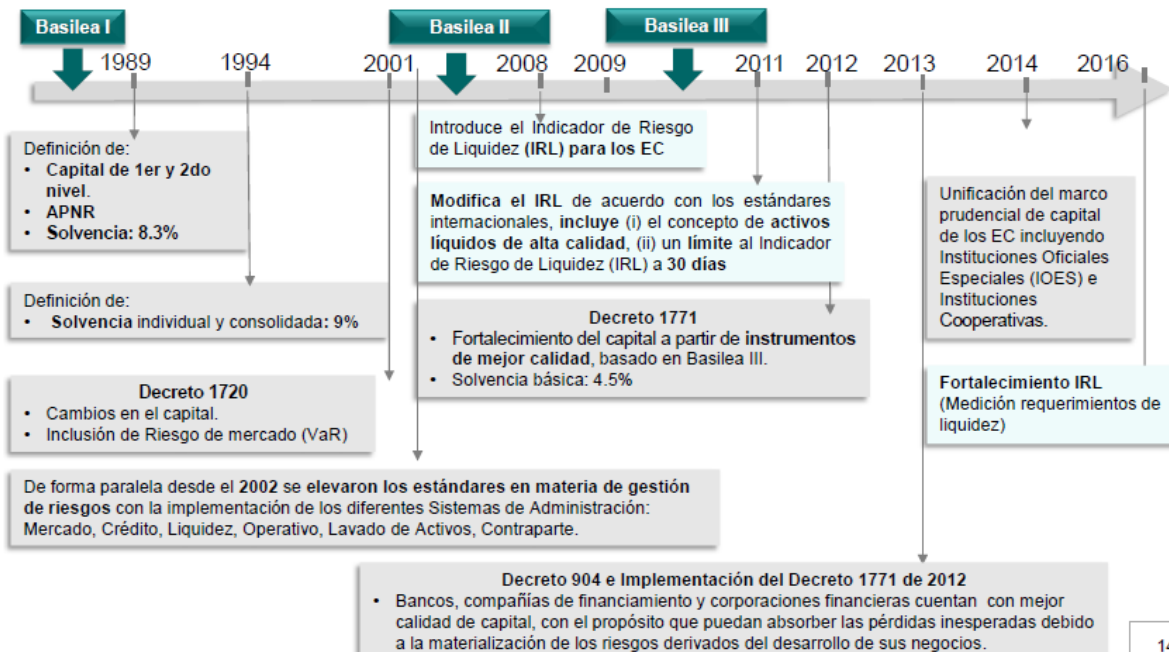 Basilea I
Basilea II
Basilea III
1989
1994
2001
2008
2009
2011
2012
2013
2014
2016
Definición de:
• Capital de 1er y 2do
nivel.
• APNR
• Solvencia: 8.3%
Introduce el Indicador de Riesgo
de Liquidez (IRL) para los EC
Modifica el IRL de acuerdo con los estándares
internacionales, incluye (i) el concepto de activos
líquidos de alta calidad, (ii) un límite al Indicador
de Riesgo de Liquidez (IRL) a 30 días
Unificación del marco
prudencial de capital
de los EC incluyendo
Instituciones Oficiales
Especiales (IOES) e
Instituciones
Cooperativas.
Definición de:
• Solvencia individual y consolidada: 9%
Decreto 1771
• Fortalecimiento del capital a partir de instrumentos
de mejor calidad, basado en Basilea III.
• Solvencia básica: 4.5%
Decreto 1720
• Cambios en el capital.
• Inclusión de Riesgo de mercado (VaR)
Fortalecimiento IRL
(Medición requerimientos de
liquidez)
De forma paralela desde el 2002 se elevaron los estándares en materia de gestión
de riesgos con la implementación de los diferentes Sistemas de Administración:
Mercado, Crédito, Liquidez, Operativo, Lavado de Activos, Contraparte.
Decreto 904 e Implementación del Decreto 1771 de 2012
• Bancos, compañías de financiamiento y corporaciones financieras cuentan con mejor
calidad de capital, con el propósito que puedan absorber las pérdidas inesperadas debido
a la materialización de los riesgos derivados del desarrollo de sus negocios.